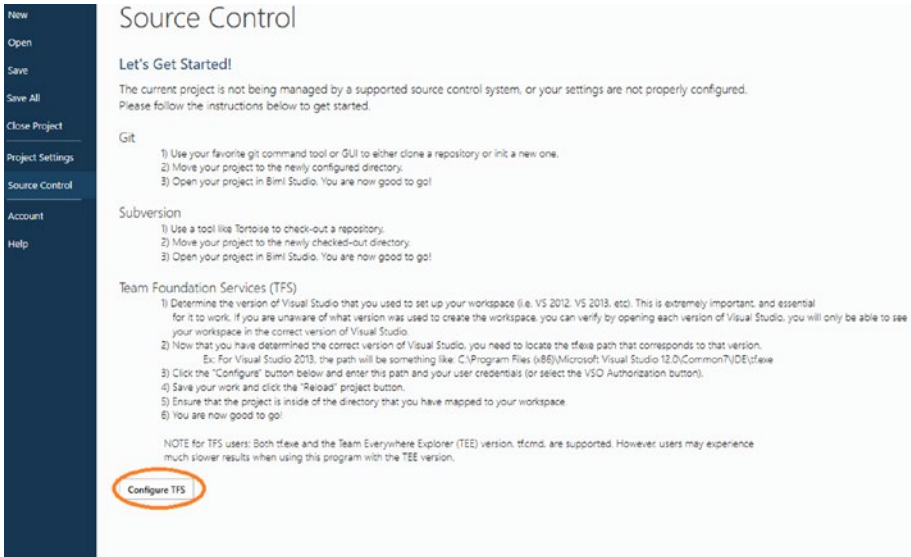 New
Open
Save
Save All
Close Project
Project Settings
Source Control
Account
Help
Source Control
Let's Get Started!
The current project is not being managed by a supported source control system, or your settings are not properly configured.
Please follow the instructions below to get started.
Git
1) Use your favorite git command tool or GUI to either clone a repository or init a new one.
2) Move your project to the newly configured directory.
3) Open your project in Biml Studio. You are now good to go!
Subversion
1) Use a tool like Tortoise to check-out a repository.
2) Move your project to the newly checked-out directory.
3) Open your project in Biml Studio. You are now good to go!
Team Foundation Services (TFS)
1) Determine the version of Visual Studio that you used to set up your workspace (i.e. VS 2012, VS 2013, etc). This is extremely important, and essential
for it to work. If you are unaware of what version was used to create the workspace, you can verify by opening each version of Visual Studio, you will only be able to see
your workspace in the correct version of Visual Studio.
2) Now that you have determined the correct version of Visual Studio, you need to locate the tf.exe path that corresponds to that version.
Ex: For Visual Studio 2013, the path will be something like: C:\Program Files (x86)\Microsoft Visual Studio 12.0\Common7\IDE\tf.exe
3) Click the "Configure" button below and enter this path and your user credentials (or select the VSO Authorization button).
4) Save your work and click the "Reload" project button.
5) Ensure that the project is inside of the directory that you have mapped to your workspace.
6) You are now good to go!
NOTE for TFS users: Both tf.exe and the Team Everywhere Explorer (TEE) version, tf.cmd, are supported. However, users may experience
much slower results when using this program with the TEE version.
Configure TFS